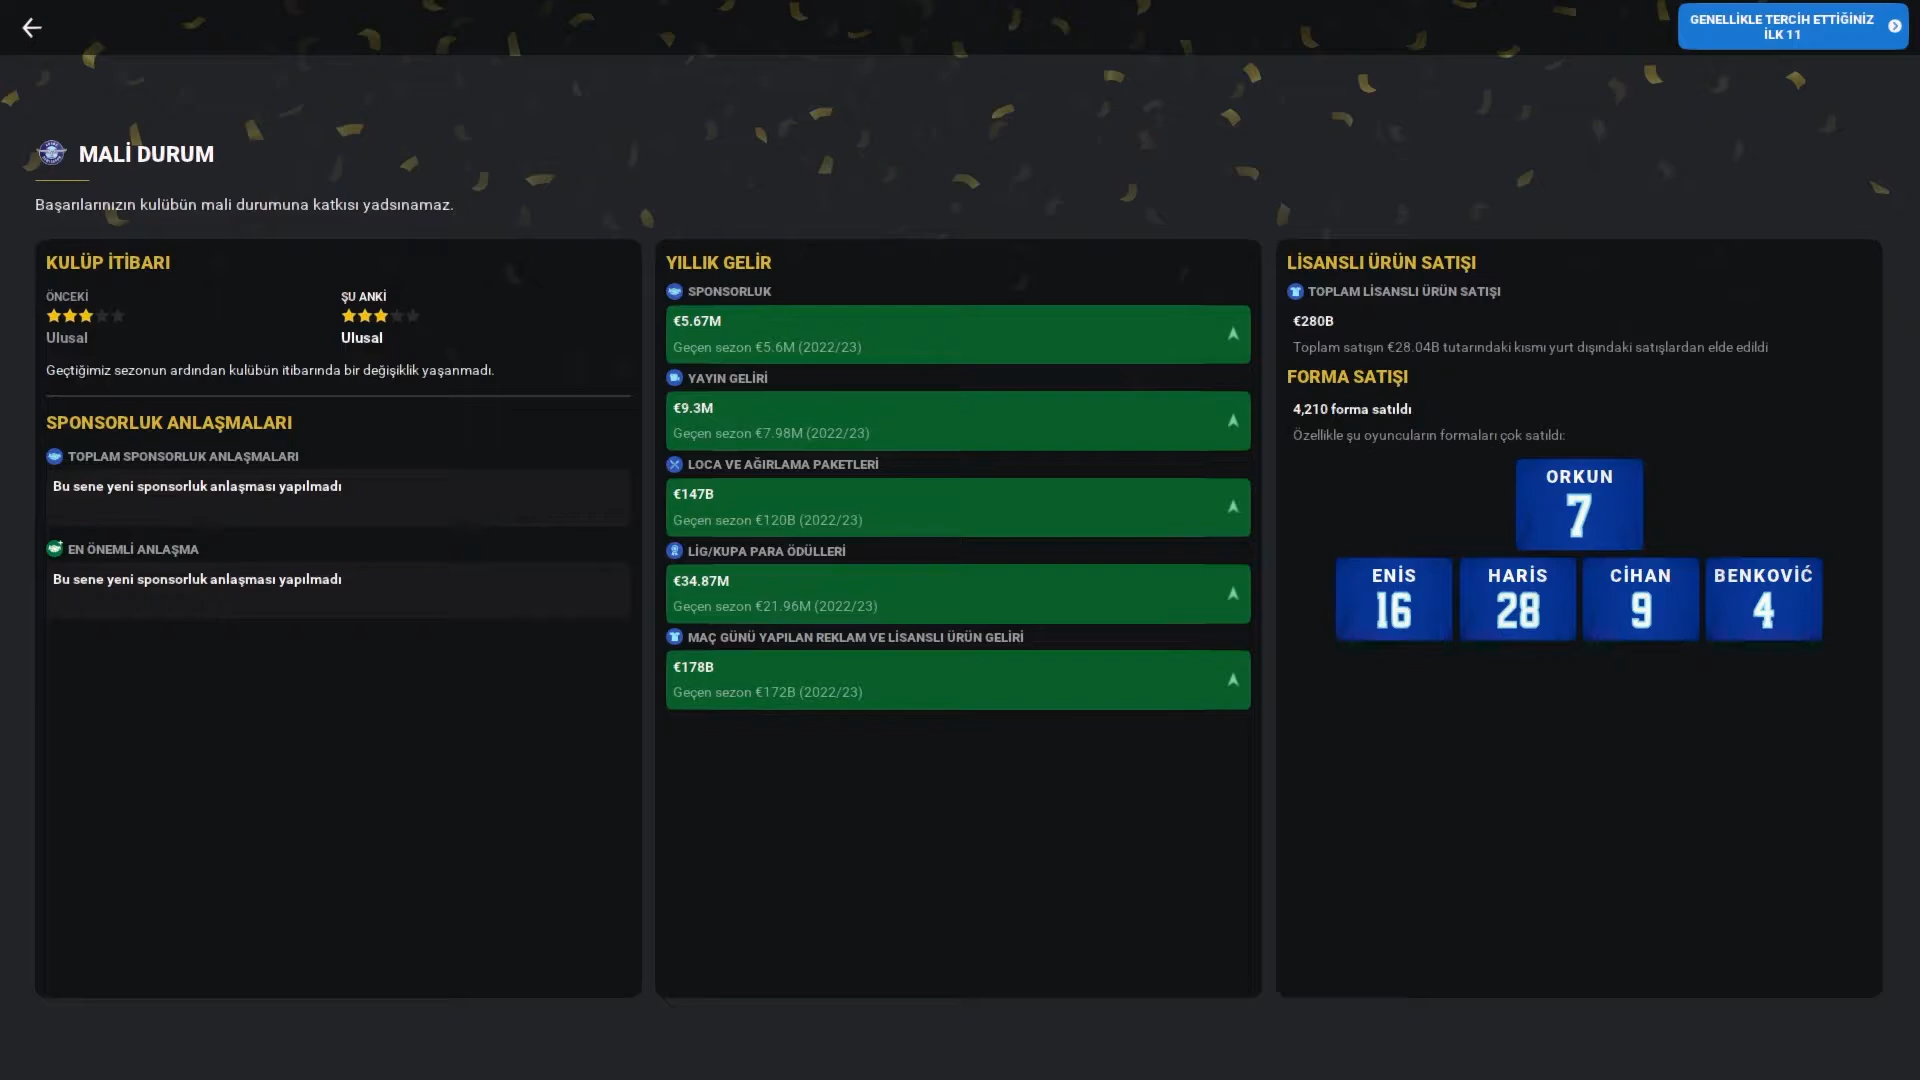 GENELLİKLE TERCİH ETTİĞİNİZ
İLK 11
MALİ DURUM
Başarılarınızın kulübün mali durumuna katkısı yadsınamaz.
KULÜP İTİBARI
ÖNCEKİ
ŞU ANKİ
Ulusal
Ulusal
Geçtiğimiz sezonun ardından kulübün itibarında bir değişiklik yaşanmadı.
SPONSORLUK ANLAŞMALARI
TOPLAM SPONSORLUK ANLAŞMALARI
Bu sene yeni sponsorluk anlaşması yapılmadı
EN ÖNEMLİ ANLAŞMA
Bu sene yeni sponsorluk anlaşması yapılmadı
YILLIK GELİR
SPONSORLUK
€5.67M
Geçen sezon €5.6M (2022/23)
YAYIN GELİRİ
€9.3M
Geçen sezon €7.98M (2022/23)
LOCA VE AĞIRLAMA PAKETLERİ
€147B
Geçen sezon €120B (2022/23)
LİG/KUPA PARA ÖDÜLLERİ
€34.87M
Geçen sezon €21.96M (2022/23)
MAÇ GÜNÜ YAPILAN REKLAM VE LİSANSLI ÜRÜN GELİRİ
€178B
Geçen sezon €172B (2022/23)
LİSANSLI ÜRÜN SATIŞI
TOPLAM LİSANSLI ÜRÜN SATIŞI
€280B
Toplam satışın €28.04B tutarındaki kısmı yurt dışındaki satışlardan elde edildi
FORMA SATIŞI
4,210 forma satıldı
Özellikle şu oyuncuların formaları çok satıldı:
ORKUN
7
ENİS
16
HARİS
28
CİHAN
9
BENKOVIĆ
4